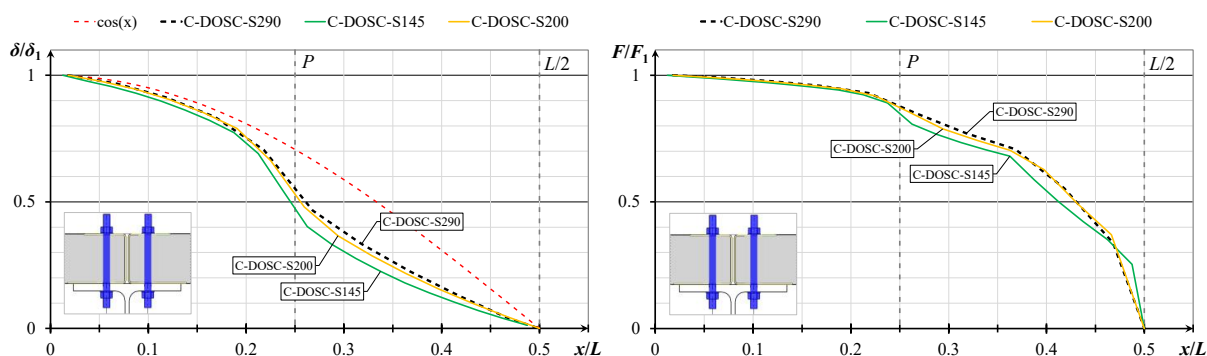 cos(x) C-DOSC-S290 C-DOSC-S145 C-DOSC-S200
δ/δ1
P
L/2
1
0.5
0
C-DOSC-S290
C-DOSC-S200
C-DOSC-S145
0 0.1 0.2 0.3 0.4 0.5 x/L
C-DOSC-S290 C-DOSC-S145 C-DOSC-S200
F/F1
P
L/2
1
0.5
0
C-DOSC-S290
C-DOSC-S200
C-DOSC-S145
0 0.1 0.2 0.3 0.4 0.5 x/L